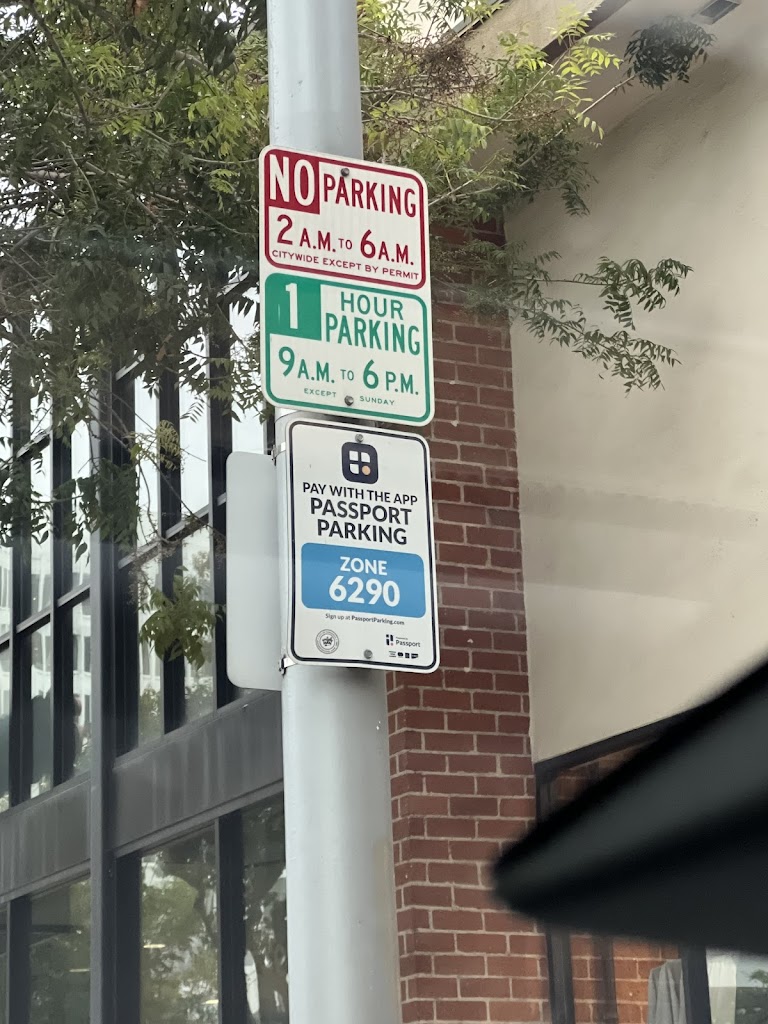 NO PARKING
2 A.M. TO 6 A.M.
CITYWIDE EXCEPT BY PERMIT
1 HOUR
PARKING
9 A.M. TO 6 P.M.
EXCEPT SUNDAY
PAY WITH THE APP
PASSPORT
PARKING
ZONE
6290
Sign up at PassportParking.com
Passport